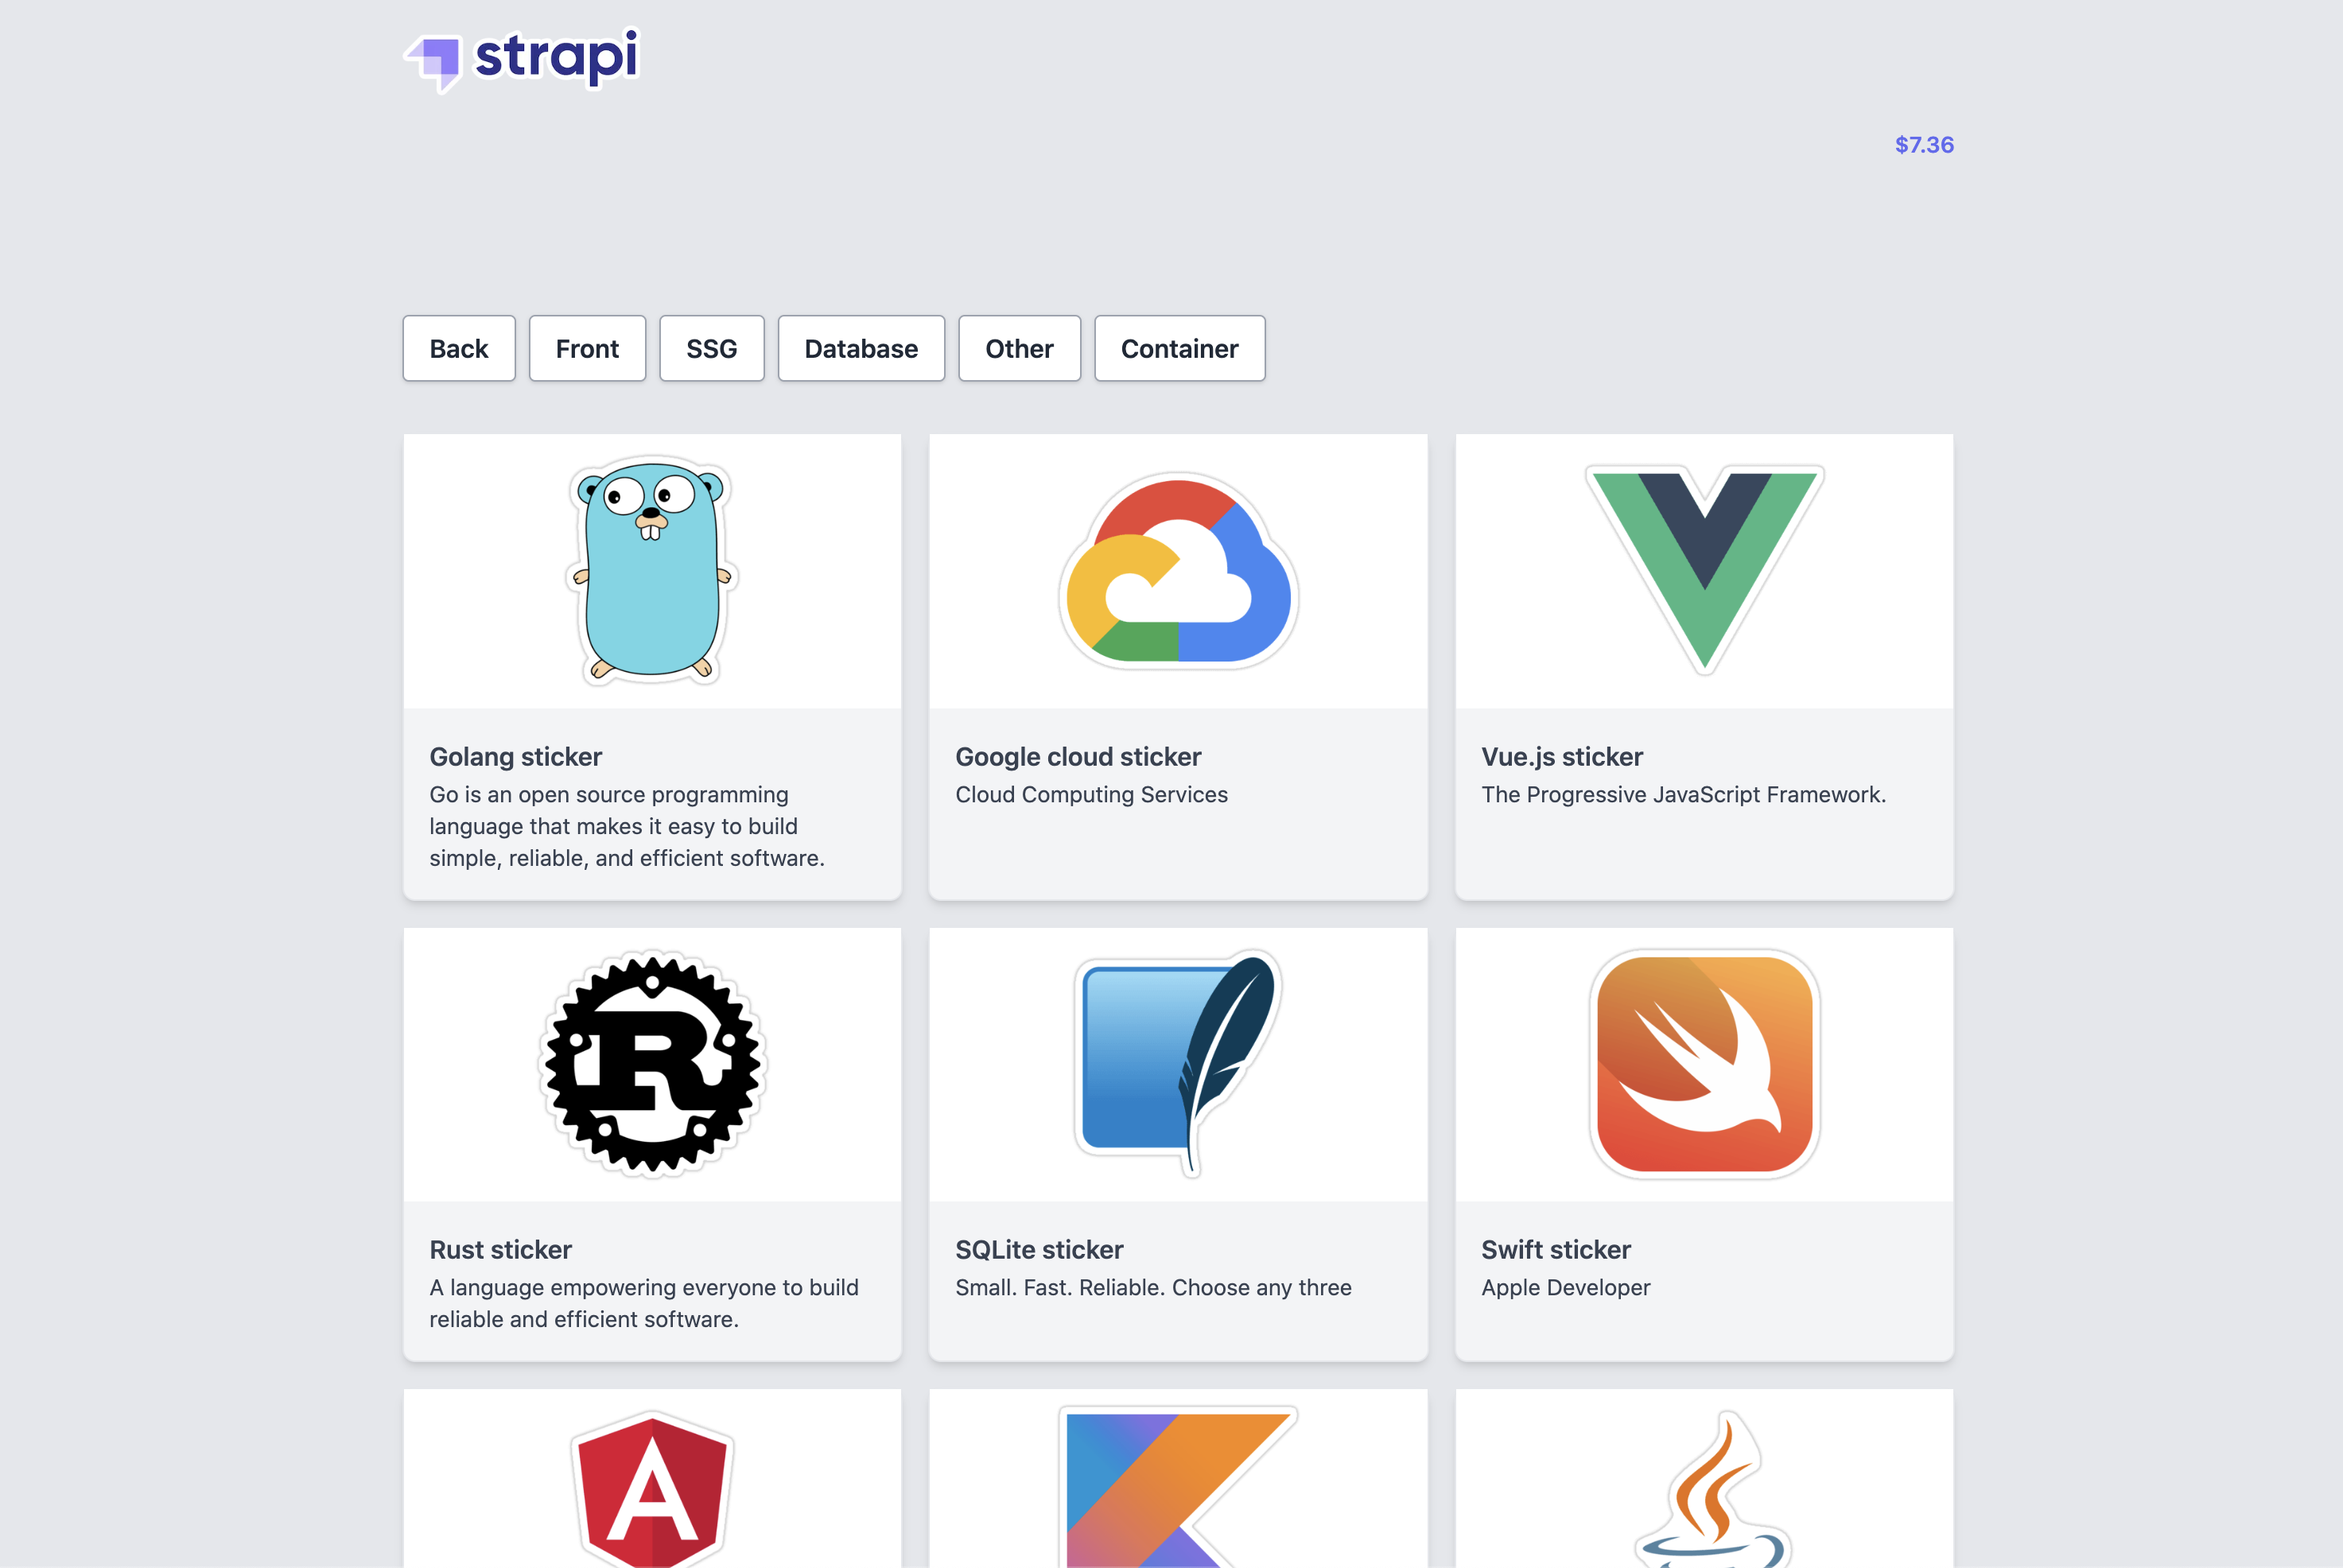 strapi
$7.36
Back
Front
SSG
Database
Other
Container
Golang sticker
Go is an open source programming
language that makes it easy to build
simple, reliable, and efficient software.
Google cloud sticker
Cloud Computing Services
Vue.js sticker
The Progressive JavaScript Framework.
R
Rust sticker
A language empowering everyone to build
reliable and efficient software.
SQLite sticker
Small. Fast. Reliable. Choose any three
Swift sticker
Apple Developer
A